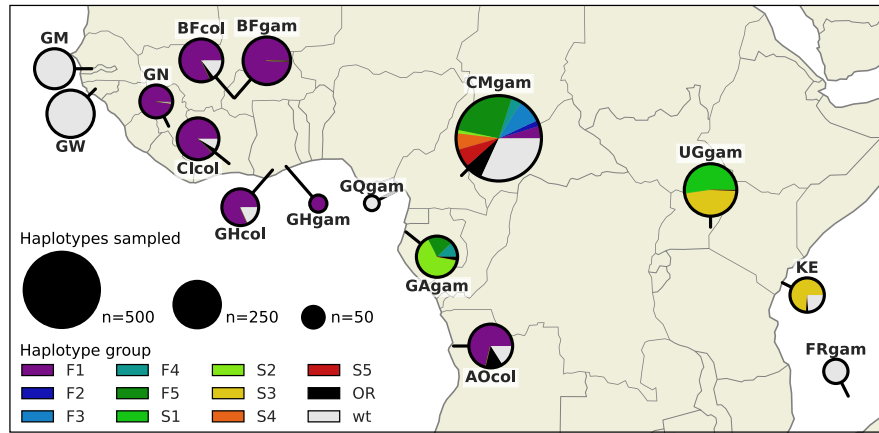 BFcol BFgam
GM
GN
CMgam
GW
CIcol
UGgam
GQgam
GHcol GHgam
Haplotypes sampled
KE
GAgam
n=500 n=250 n=50
Haplotype group
FRgam
AOcol
F1 F4 S2 S5
F2 F5 S3 OR
F3 S1 S4 wt